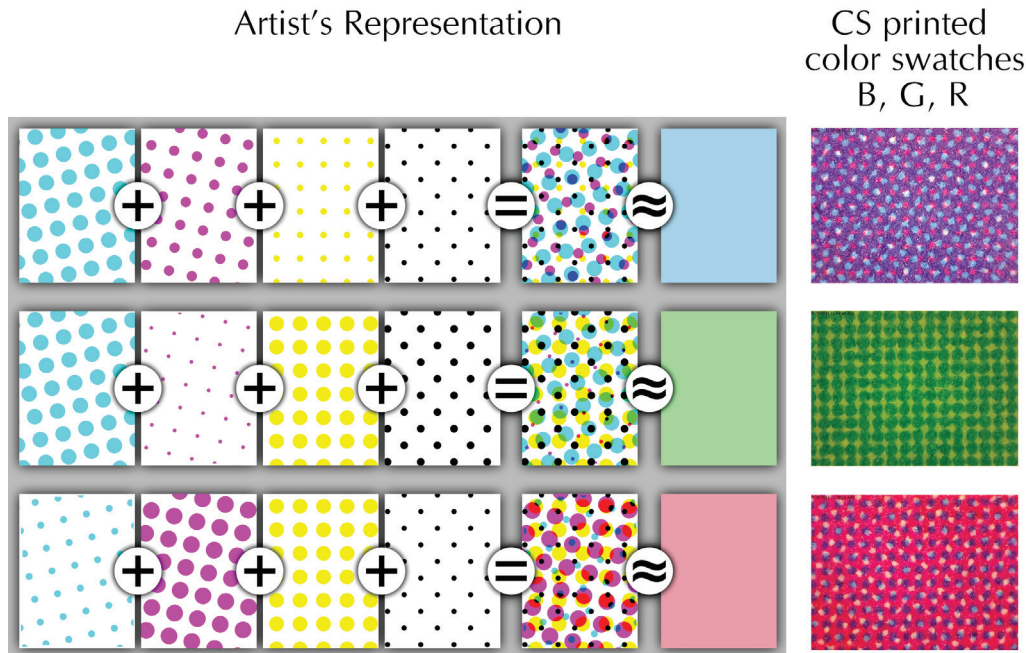 Artist’s Representation
CS printed
color swatches
B, G, R
+ + + = ≈
+ + + = ≈
+ + + = ≈